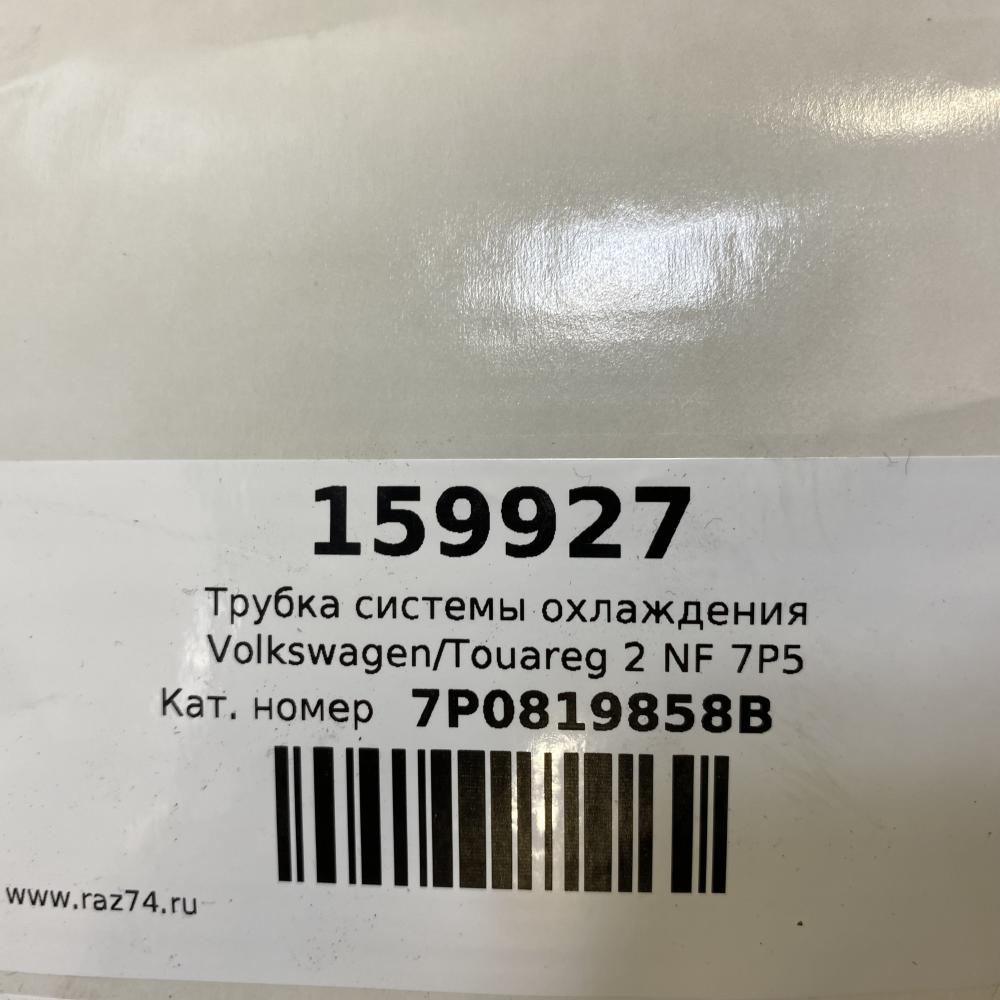 159927
Трубка системы охлаждения
Volkswagen/Touareg 2 NF 7P5
Кат. номер 7P0819858B
www.raz74.ru